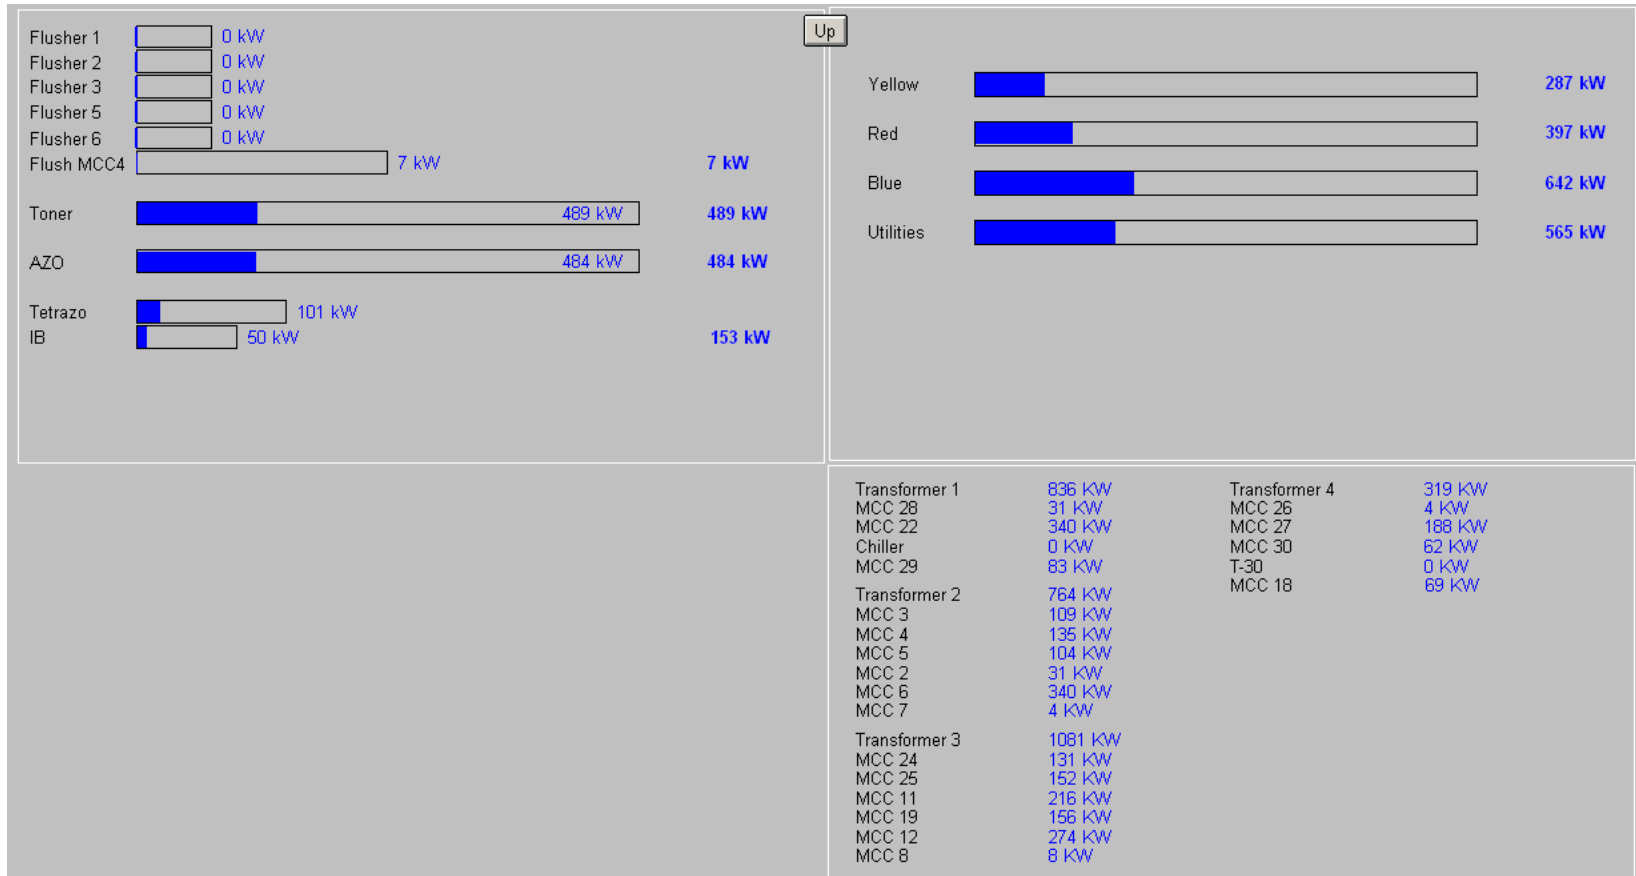 Up
Flusher 1 0 kW
Flusher 2 0 kW
Flusher 3 0 kW
Flusher 5 0 kW
Flusher 6 0 kW
Flush MCC4 7 kW 7 kW
Toner 489 kW 489 kW
AZO 484 kW 484 kW
Tetrazo 101 kW
IB 50 kW 153 kW
Yellow 287 kW
Red 397 kW
Blue 642 kW
Utilities 565 kW
Transformer 1 836 KW
MCC 28 31 KW
MCC 22 340 KW
Chiller 0 KW
MCC 29 83 KW
Transformer 2 764 KW
MCC 3 109 KW
MCC 4 135 KW
MCC 5 104 KW
MCC 2 31 KW
MCC 6 340 KW
MCC 7 4 KW
Transformer 3 1081 KW
MCC 24 131 KW
MCC 25 152 KW
MCC 11 216 KW
MCC 19 156 KW
MCC 12 274 KW
MCC 8 8 KW
Transformer 4 319 KW
MCC 26 4 KW
MCC 27 188 KW
MCC 30 62 KW
T-30 0 KW
MCC 18 69 KW